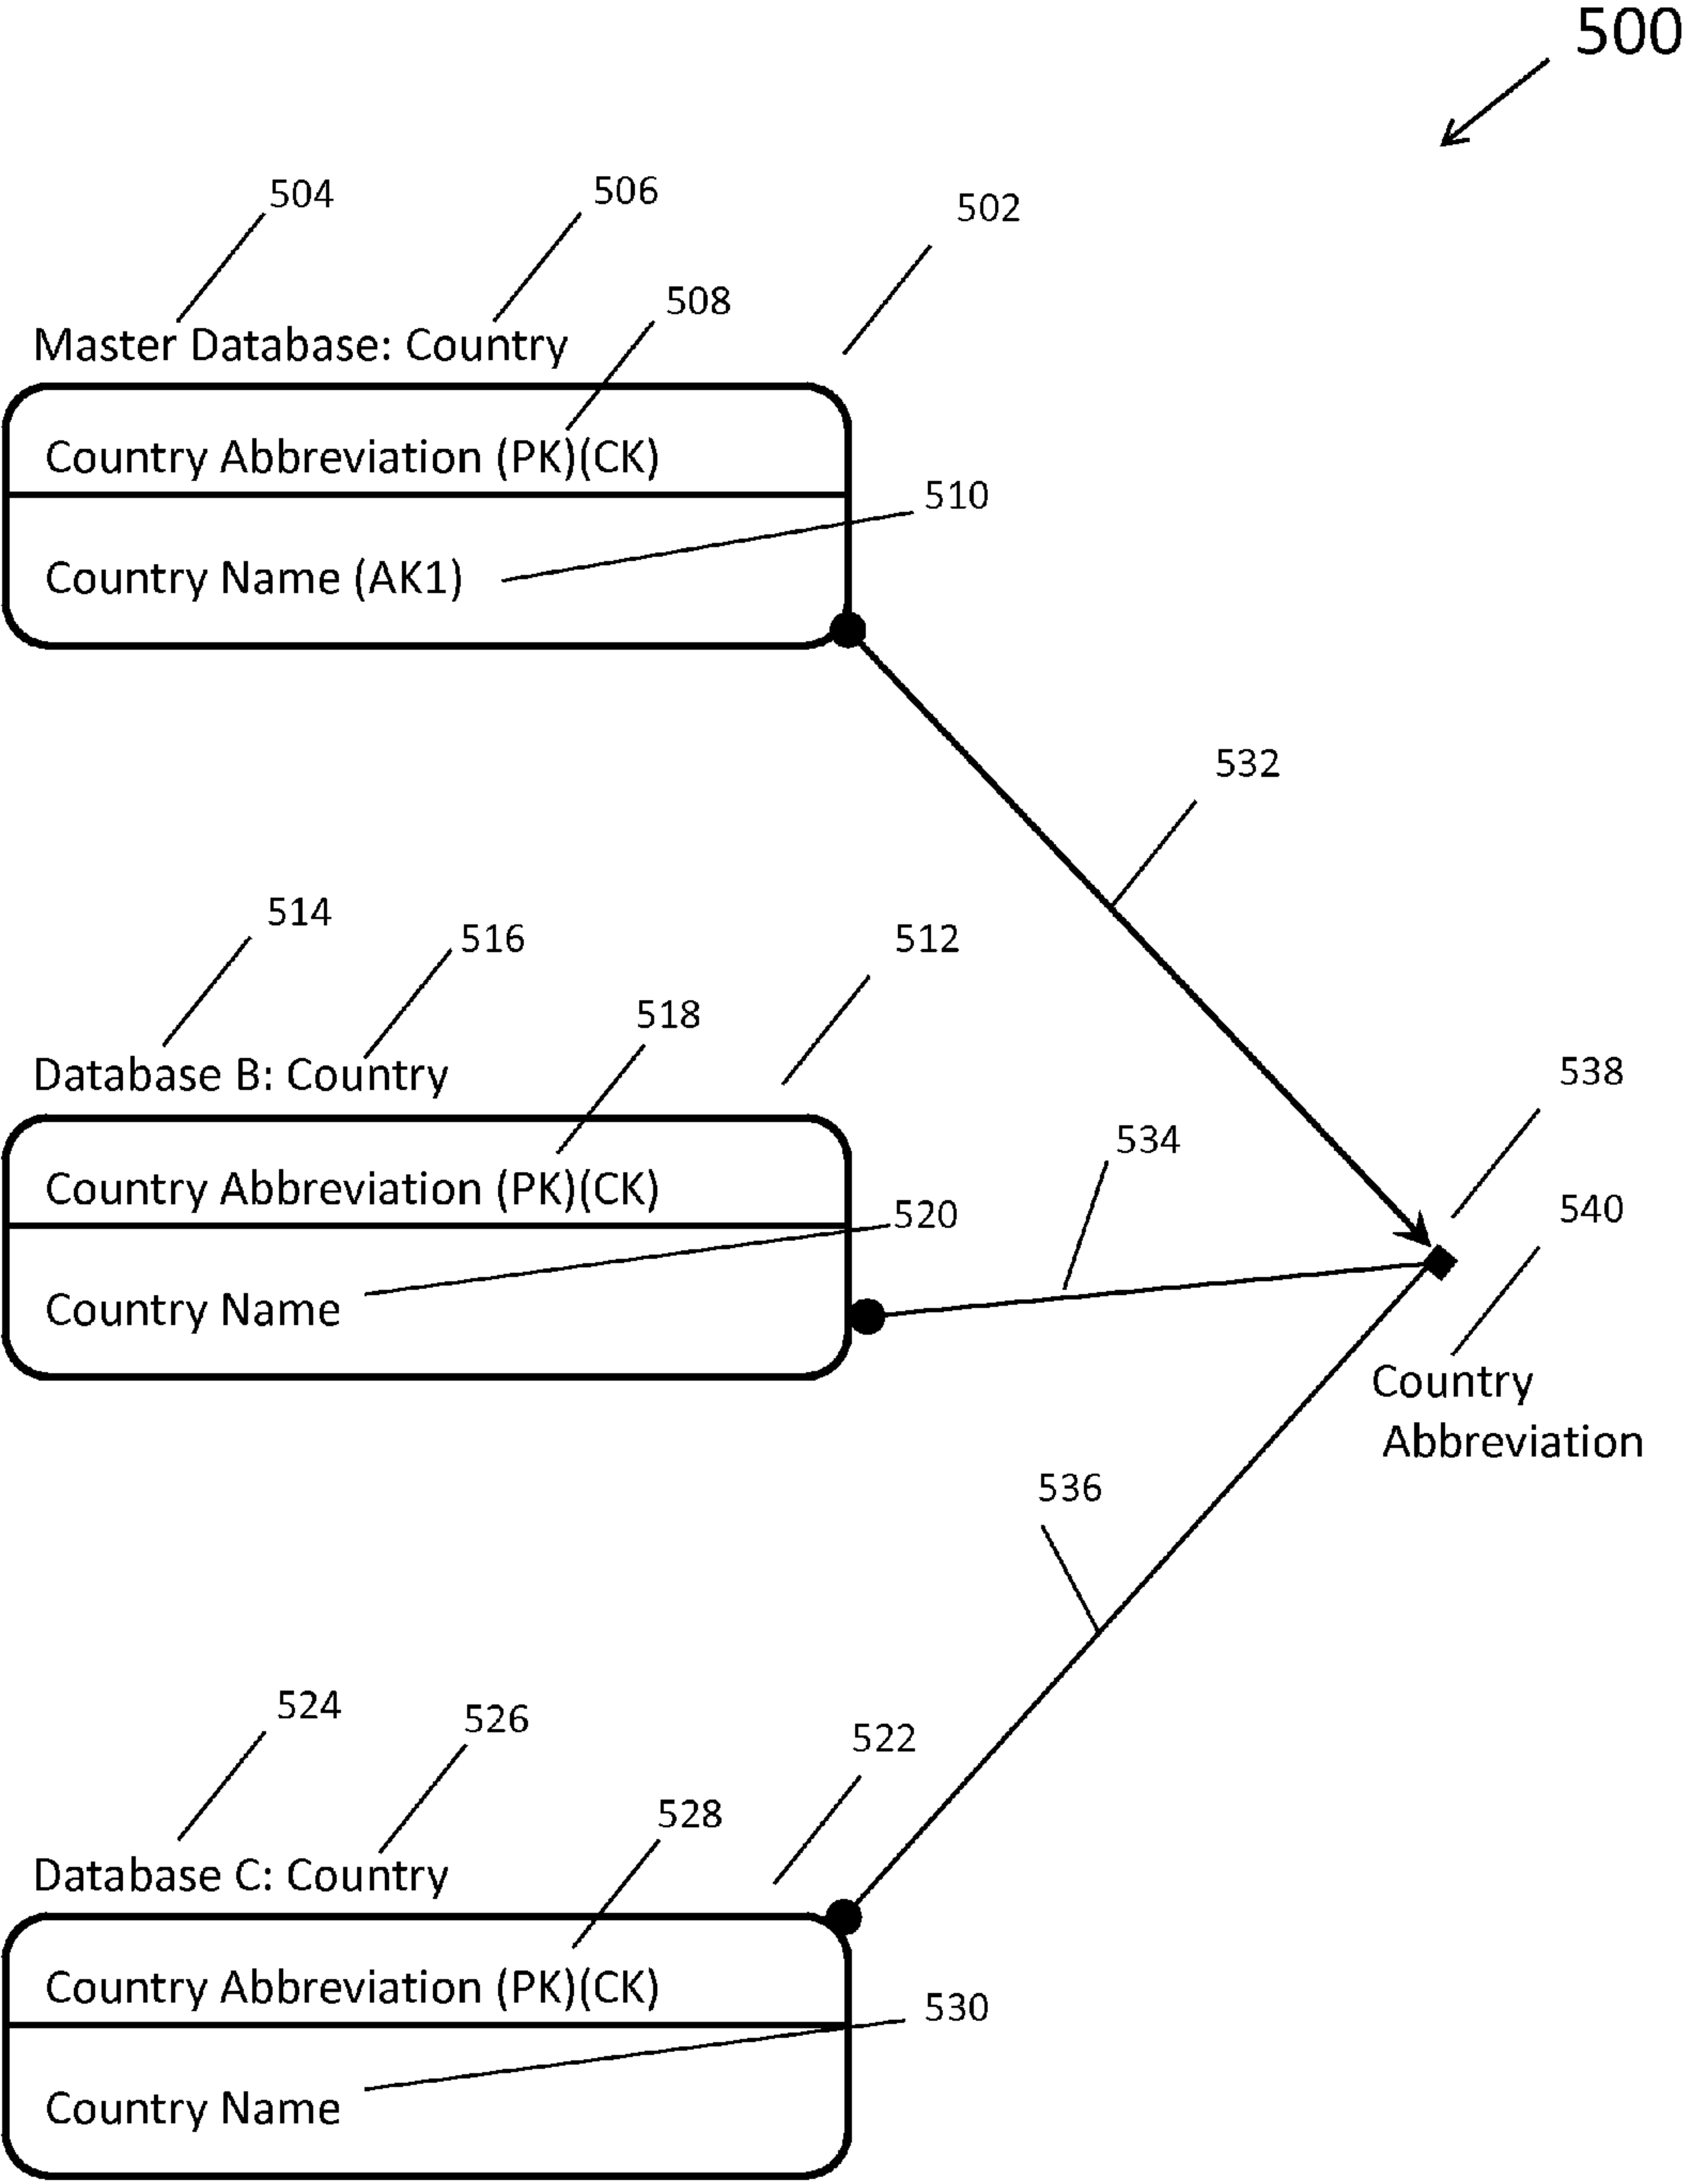 500
504
506
502
508
Master Database: Country
Country Abbreviation (PK)(CK)
510
Country Name (AK1)
532
514
516
512
518
Database B: Country
538
534
Country Abbreviation (PK)(CK)
520
540
Country Name
Country
Abbreviation
536
524
526
522
528
Database C: Country
Country Abbreviation (PK)(CK)
530
Country Name